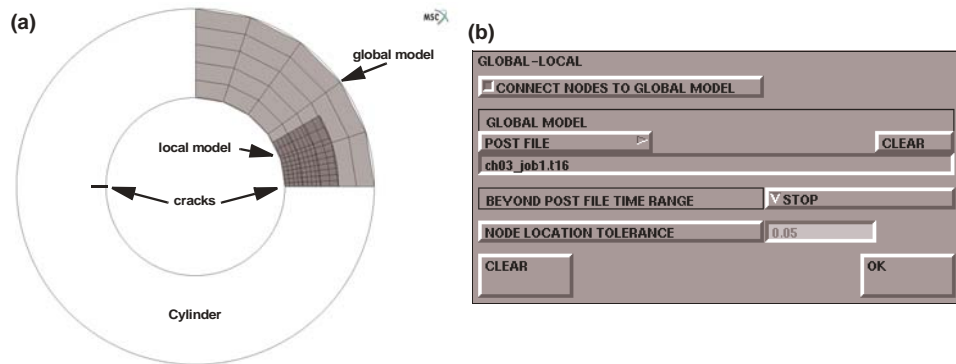 (a)
MSC
global model
local model
cracks
Cylinder
(b)
GLOBAL-LOCAL
CONNECT NODES TO GLOBAL MODEL
GLOBAL MODEL
POST FILE
CLEAR
ch03_job1.t16
BEYOND POST FILE TIME RANGE
STOP
NODE LOCATION TOLERANCE
0.05
CLEAR
OK